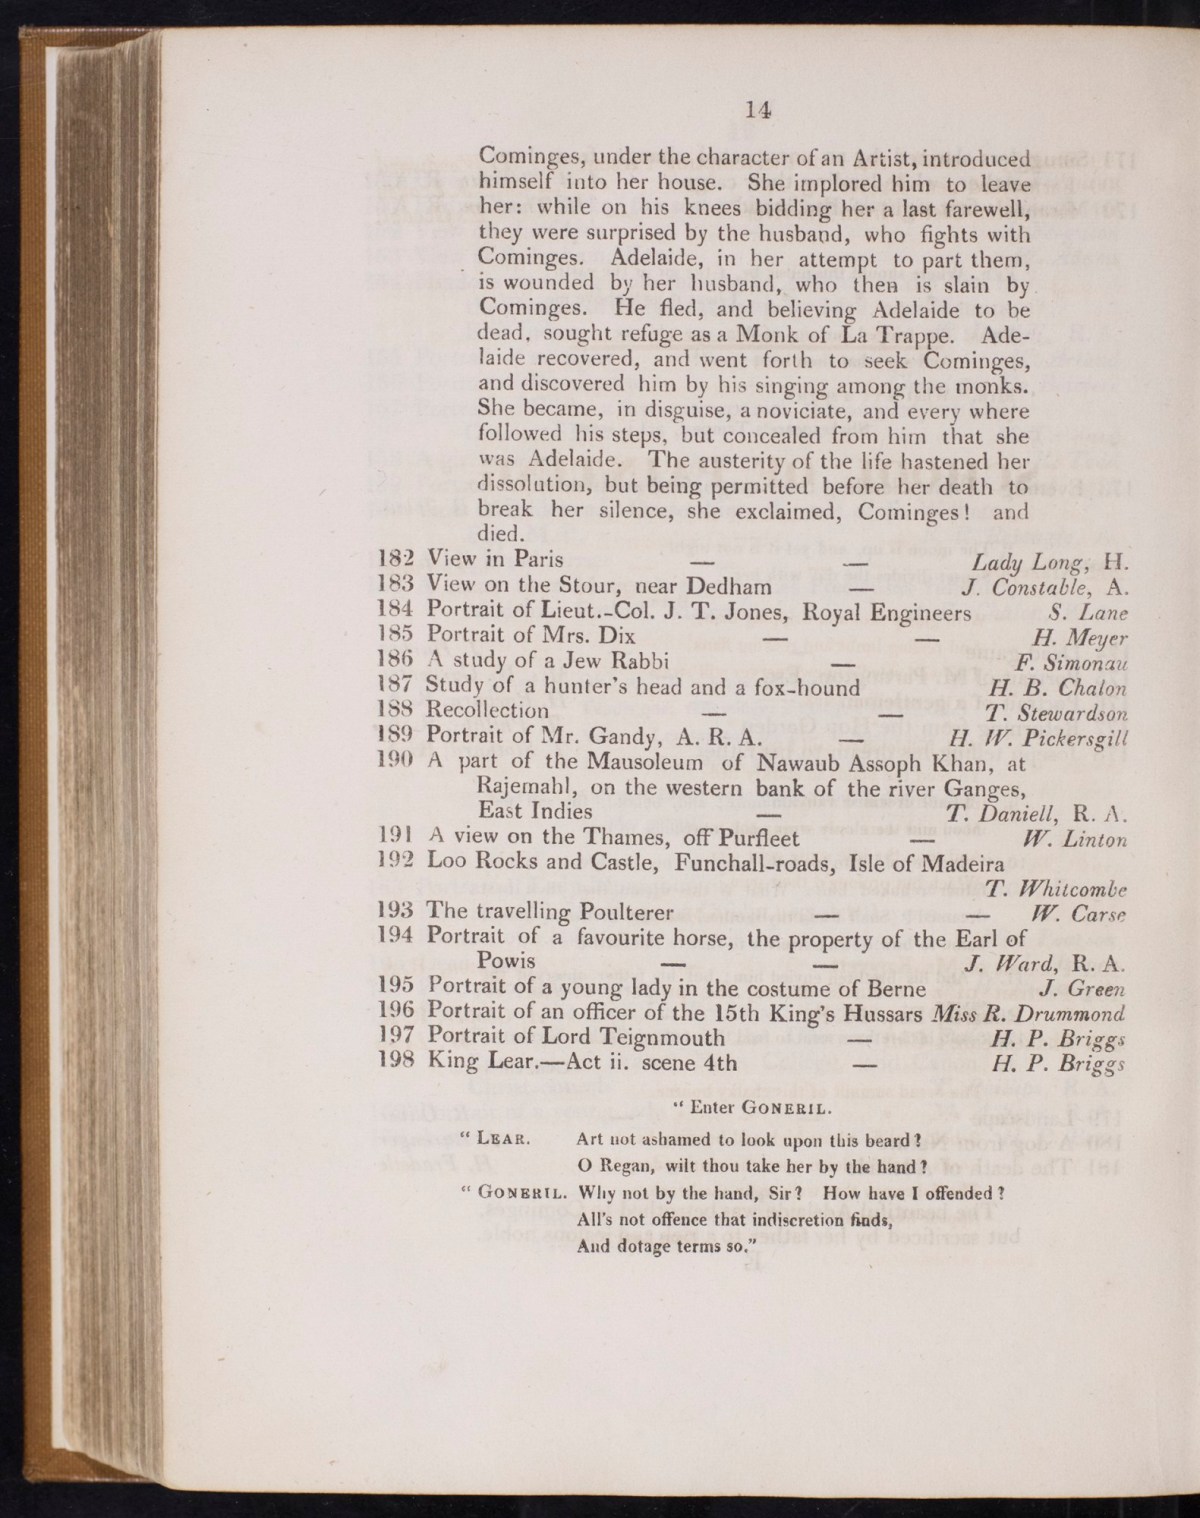 14
Cominges, under the character of an Artist, introduced
himself into her house. She implored him to leave
her: while on his knees bidding her a last farewell,
they were surprised by the husband, who fights with
Cominges. Adelaide, in her attempt to part them,
is wounded by her husband, who then is slain by
Cominges. He fled, and believing Adelaide to be
dead, sought refuge as a Monk of La Trappe. Ade-
laide recovered, and went forth to seek Cominges,
and discovered him by his singing among the monks.
She became, in disguise, a noviciate, and every where
followed his steps, but concealed from him that she
was Adelaide. The austerity of the life hastened her
dissolution, but being permitted before her death to
break her silence, she exclaimed, Cominges! and
died.
182 View in Paris — — Lady Long, H.
183 View on the Stour, near Dedham — J. Constable, A.
184 Portrait of Lieut.-Col. J. T. Jones, Royal Engineers S. Lane
185 Portrait of Mrs. Dix — — H. Meyer
186 A study of a Jew Rabbi — F. Simonau
187 Study of a hunter's head and a fox-hound H. B. Chalon
188 Recollection — — T. Stewardson
189 Portrait of Mr. Gandy, A. R. A. — H. W. Pickersgill
190 A part of the Mausoleum of Nawaub Assoph Khan, at
Rajemahl, on the western bank of the river Ganges,
East Indies — T. Daniell, R. A.
191 A view on the Thames, off Purfleet — W. Linton
192 Loo Rocks and Castle, Funchall-roads, Isle of Madeira
T. Whitcombe
193 The travelling Poulterer — — W. Carse
194 Portrait of a favourite horse, the property of the Earl of
Powis — — J. Ward, R. A.
195 Portrait of a young lady in the costume of Berne J. Green
196 Portrait of an officer of the 15th King's Hussars Miss R. Drummond
197 Portrait of Lord Teignmouth — H. P. Briggs
198 King Lear.—Act ii. scene 4th — H. P. Briggs
“ Enter GONERIL.
“ LEAR. Art not ashamed to look upon this beard?
O Regan, wilt thou take her by the hand?
“ GONERIL. Why not by the hand, Sir? How have I offended?
All's not offence that indiscretion finds,
And dotage terms so.”